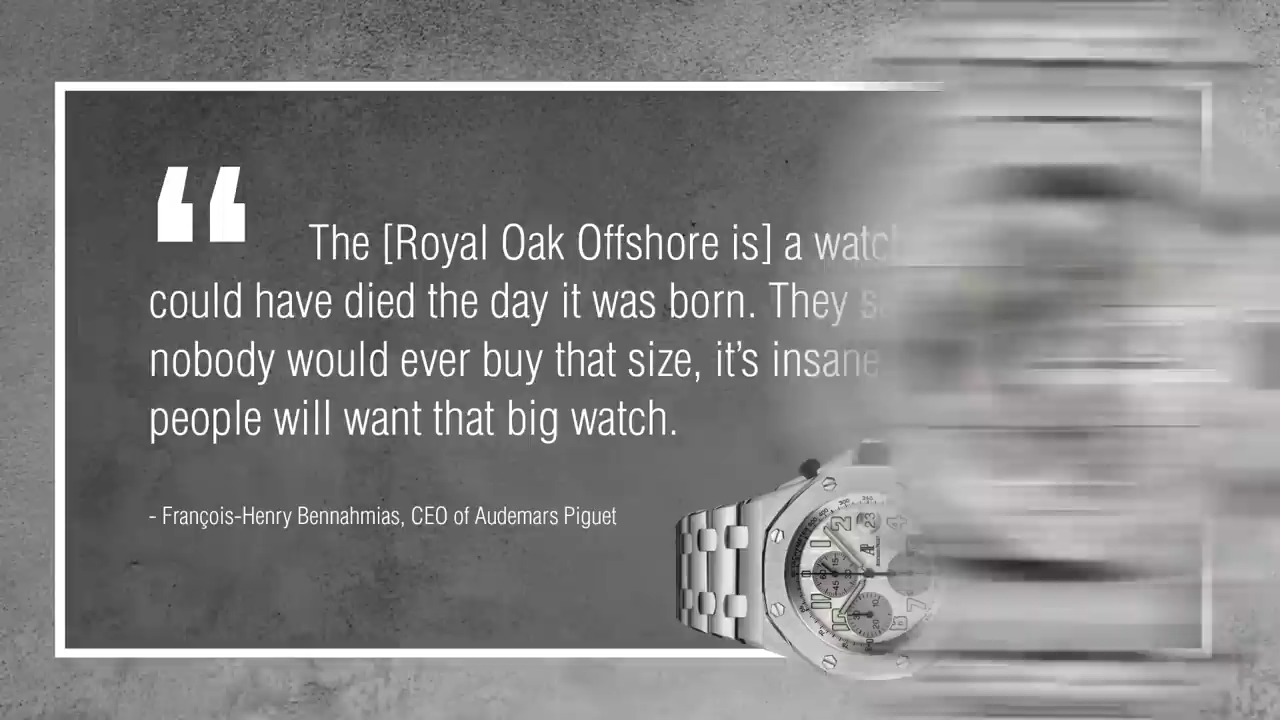 “ The [Royal Oak Offshore is] a watch
could have died the day it was born. They
nobody would ever buy that size, it’s insane
people will want that big watch.
- François-Henry Bennahmias, CEO of Audemars Piguet